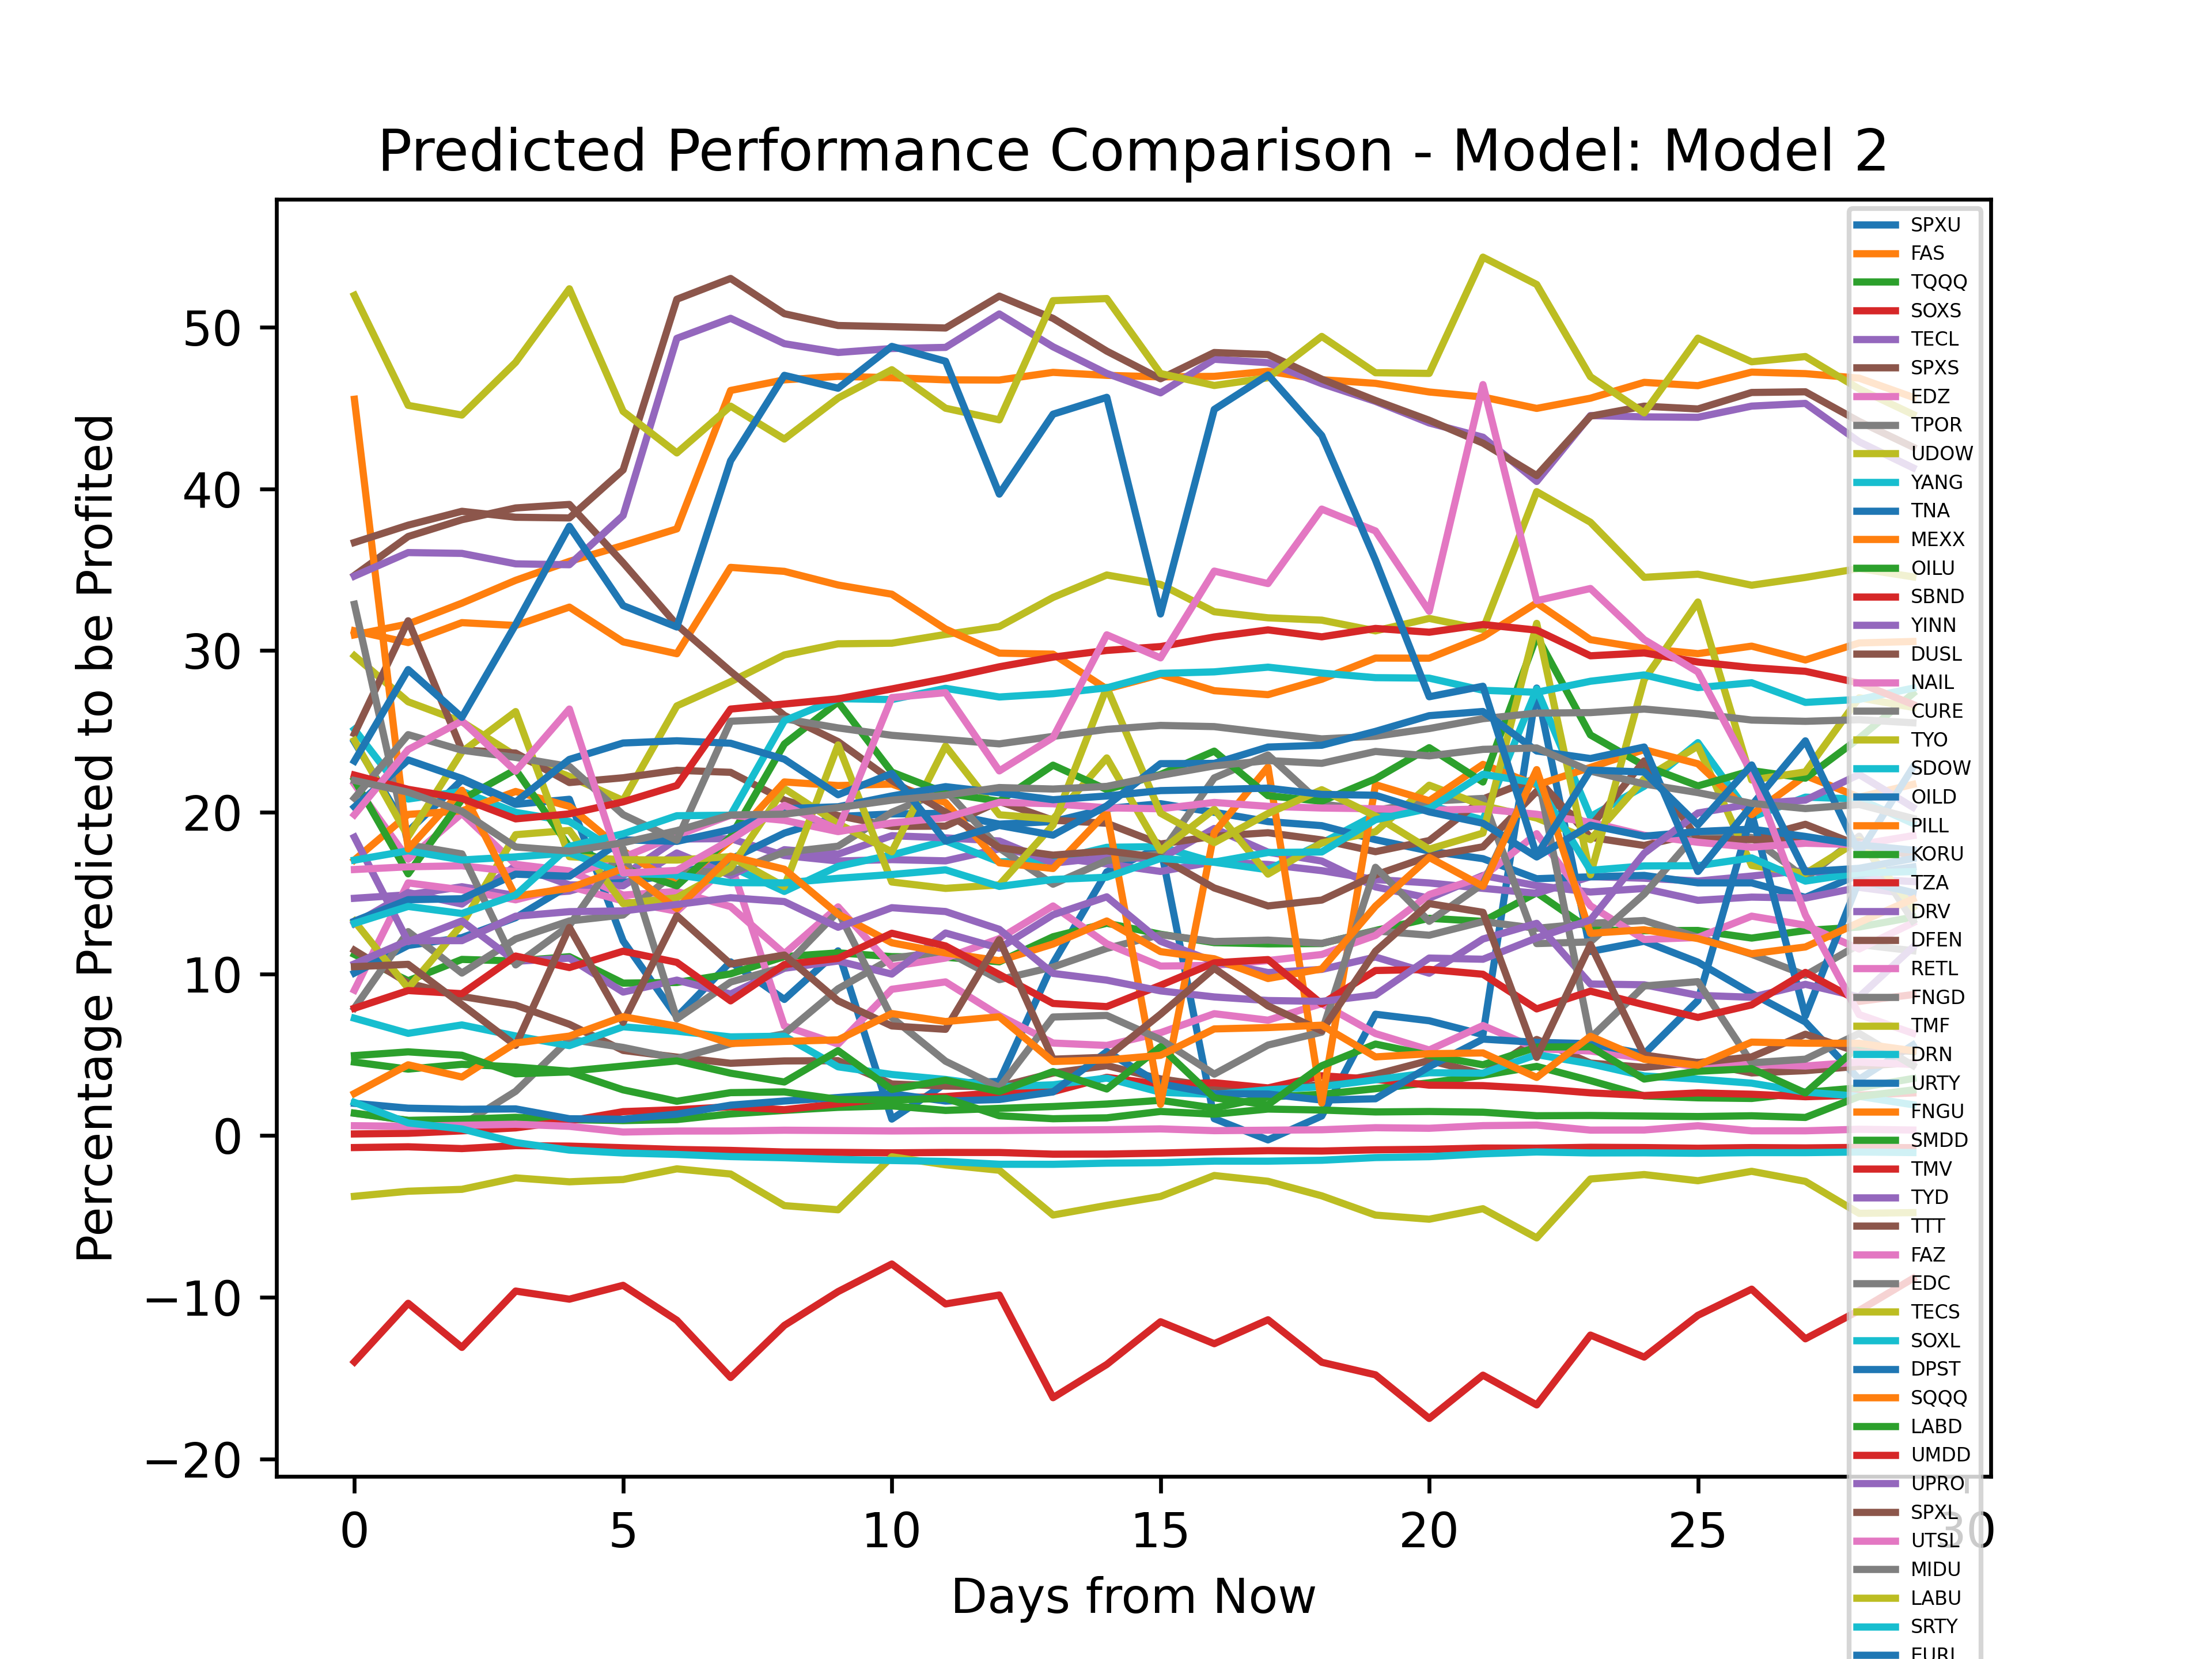 Predicted Performance Comparison - Model: Model 2
Percentage Predicted to be Profited
50
40
30
20
10
0
−10
−20
0
5
10
15
20
25
30
Days from Now
SPXU
FAS
TQQQ
SOXS
TECL
SPXS
EDZ
TPOR
UDOW
YANG
TNA
MEXX
OILU
SBND
YINN
DUSL
NAIL
CURE
TYO
SDOW
OILD
PILL
KORU
TZA
DRV
DFEN
RETL
FNGD
TMF
DRN
URTY
FNGU
SMDD
TMV
TYD
TTT
FAZ
EDC
TECS
SOXL
DPST
SQQQ
LABD
UMDD
UPRO
SPXL
UTSL
MIDU
LABU
SRTY
EURL